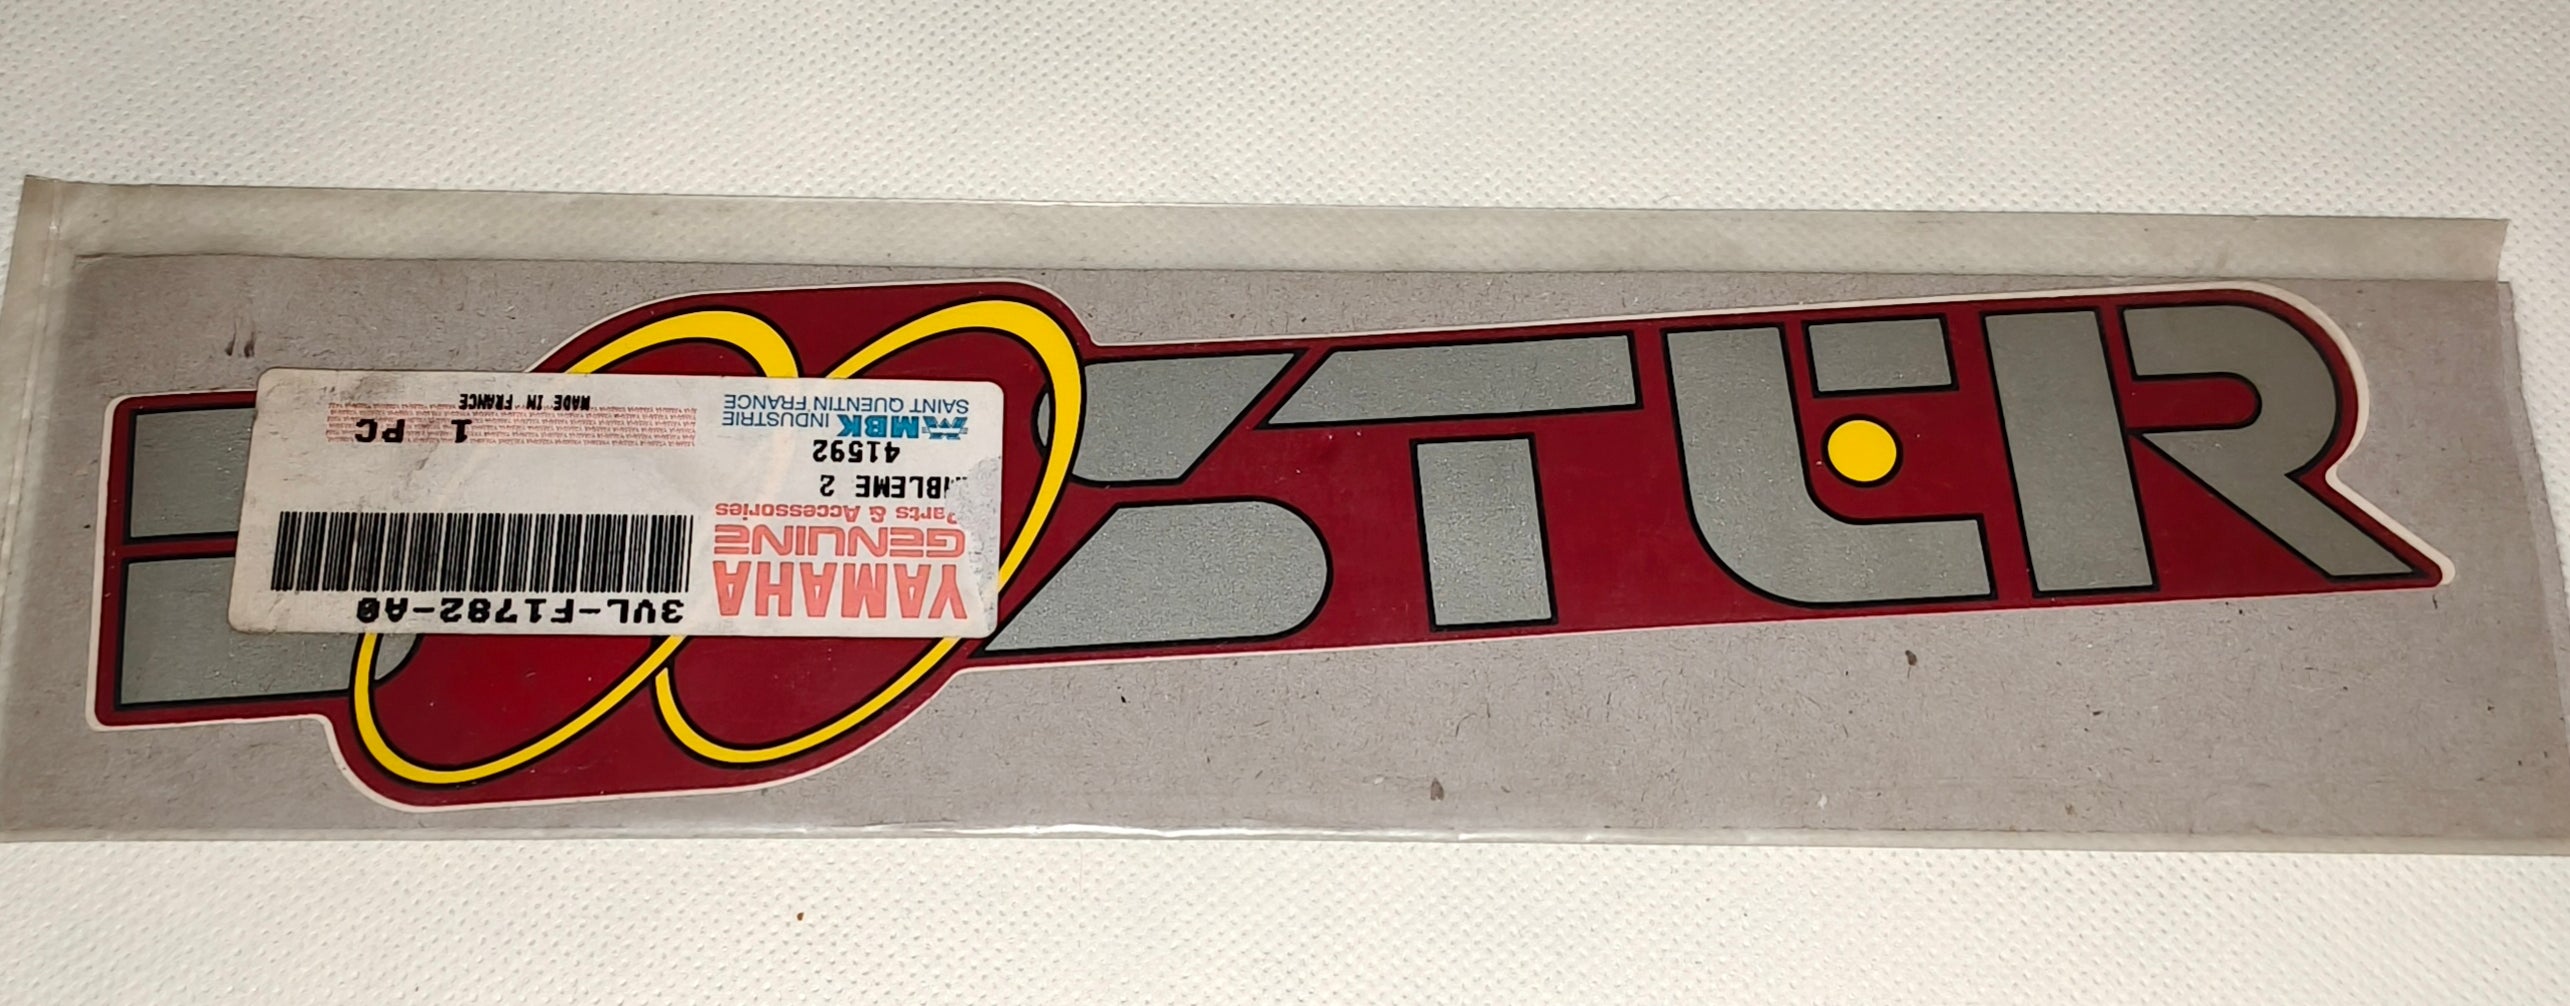 BOOSTER
YAMAHA
GENUINE
Parts & Accessories
3VL-F1782-A0
MBLEME 2
41592
MBK INDUSTRIE
SAINT QUENTIN FRANCE
1 PC
MADE IN FRANCE